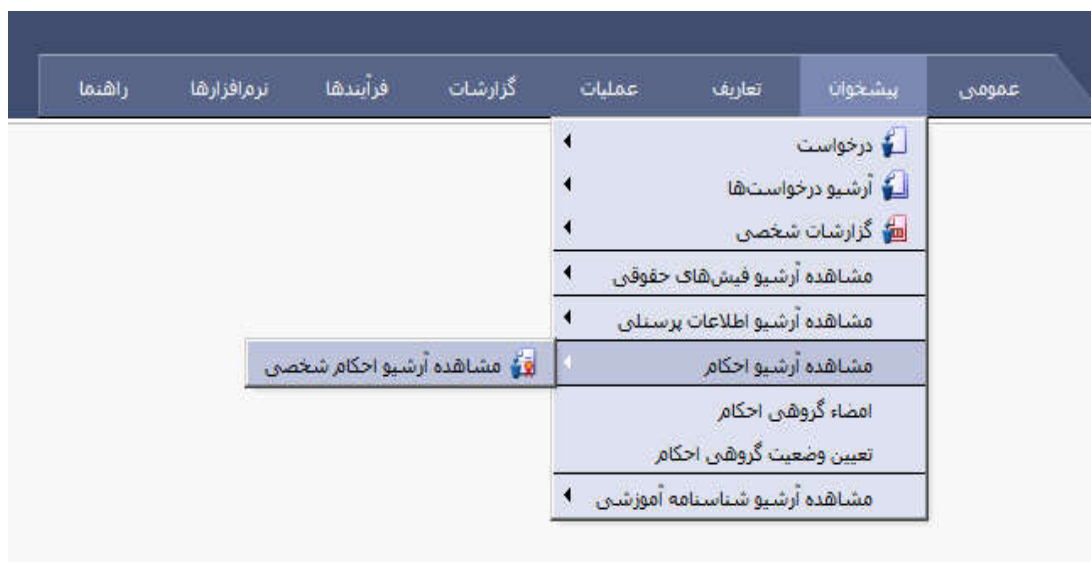 عمومی پیشخوان تعاریف عملیات گزارشات فرآیندها نرم‌افزارها راهنما
درخواست
آرشیو درخواست‌ها
گزارشات شخصی
مشاهده آرشیو فیش‌های حقوقی
مشاهده آرشیو اطلاعات پرسنلی
مشاهده آرشیو احکام
مشاهده آرشیو احکام شخصی
امضاء گروهی احکام
تعیین وضعیت گروهی احکام
مشاهده آرشیو شناسنامه آموزشی